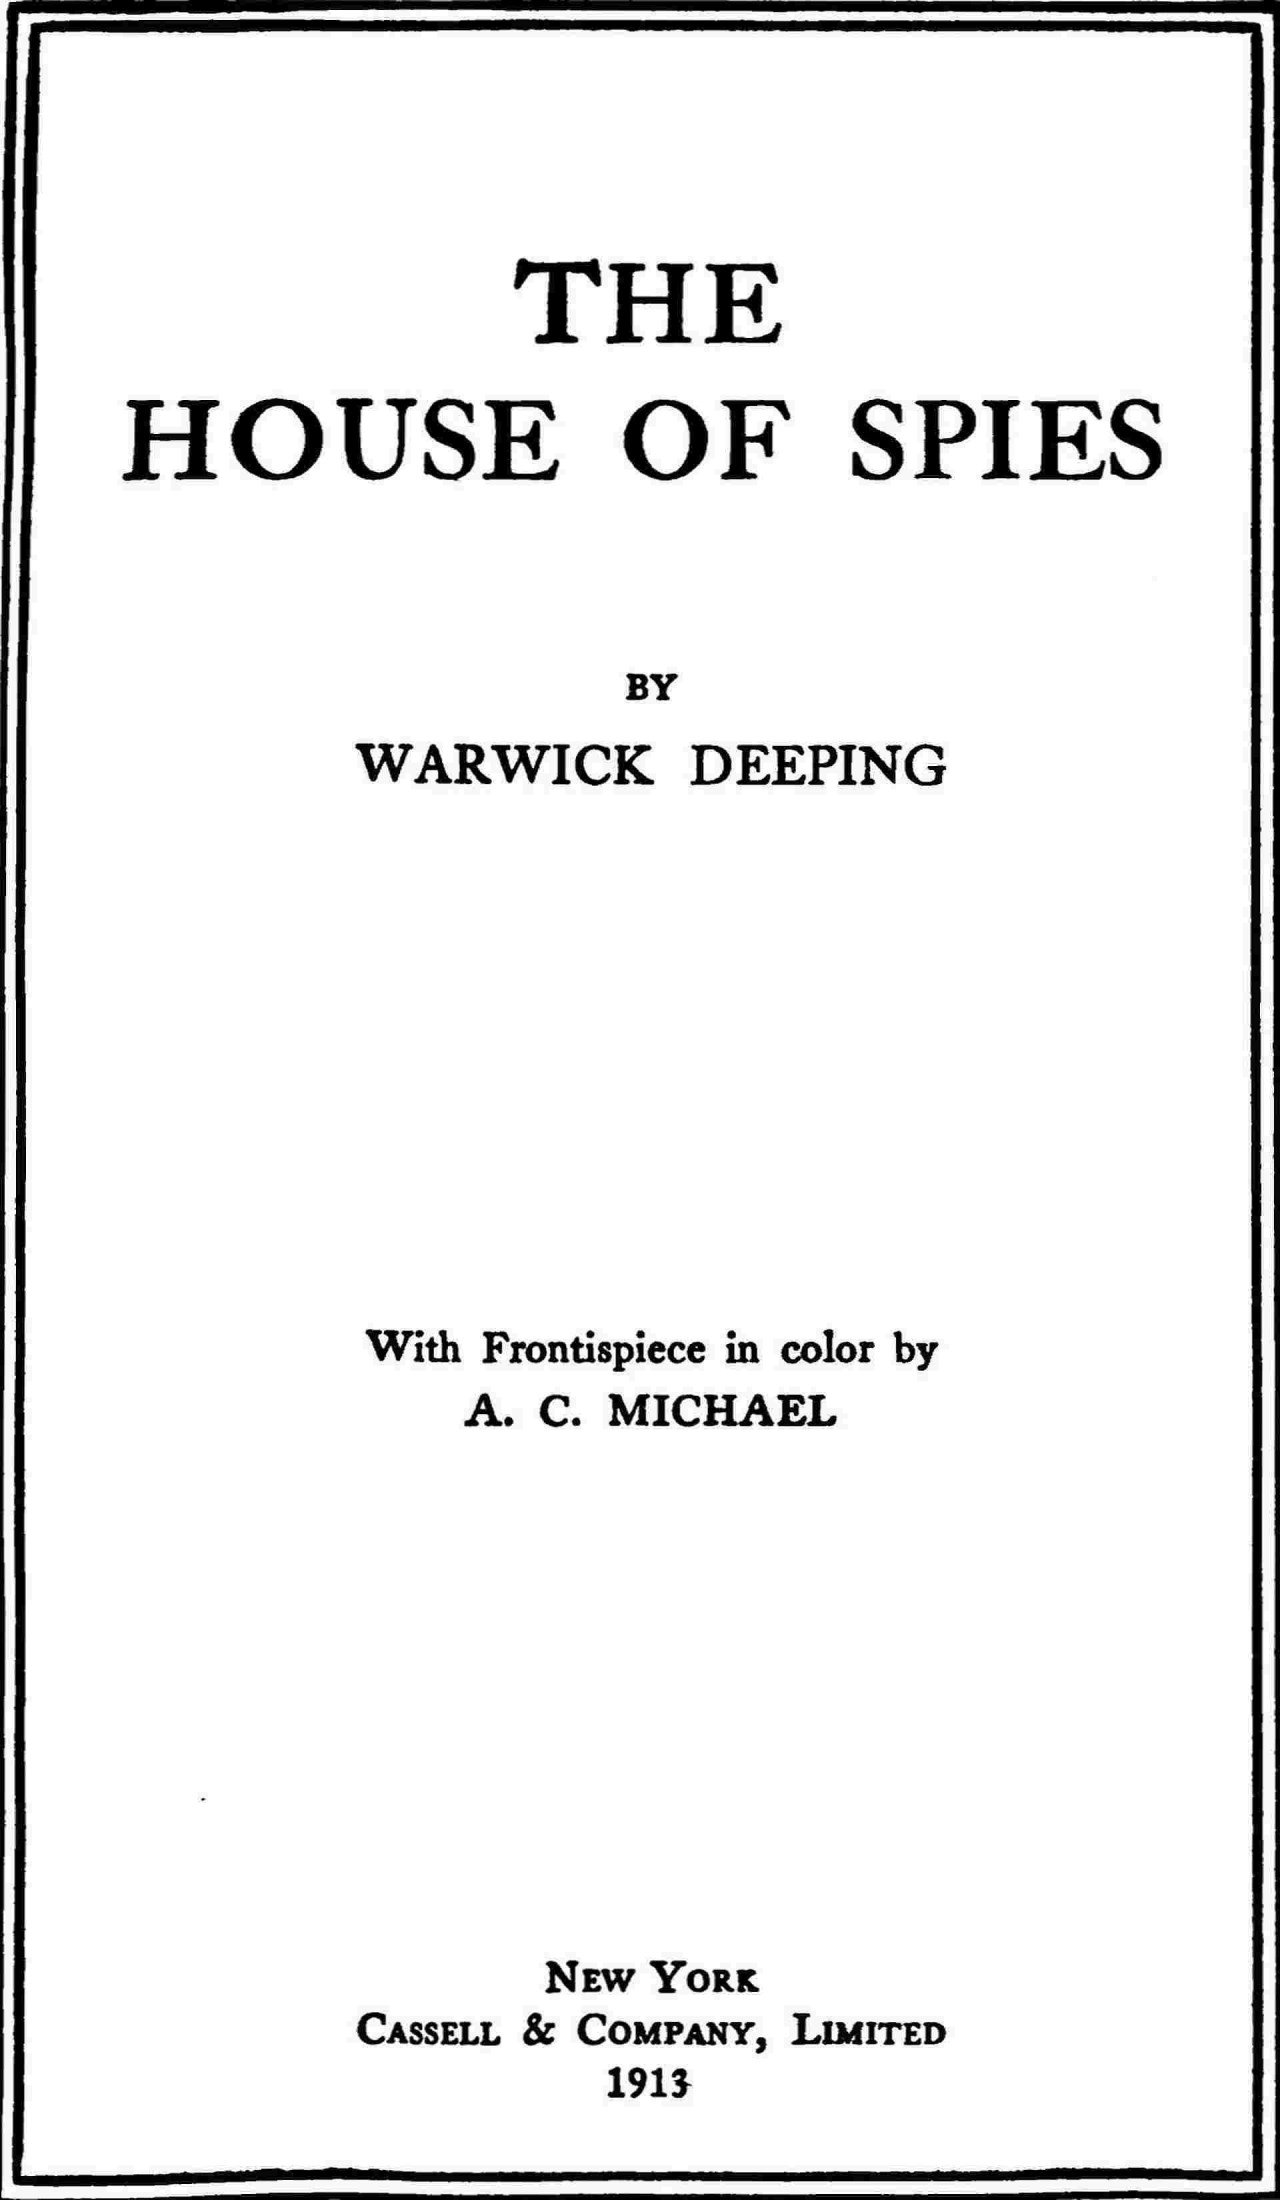 THE
HOUSE OF SPIES
BY
WARWICK DEEPING
With Frontispiece in color by
A. C. MICHAEL
NEW YORK
CASSELL & COMPANY, LIMITED
1913